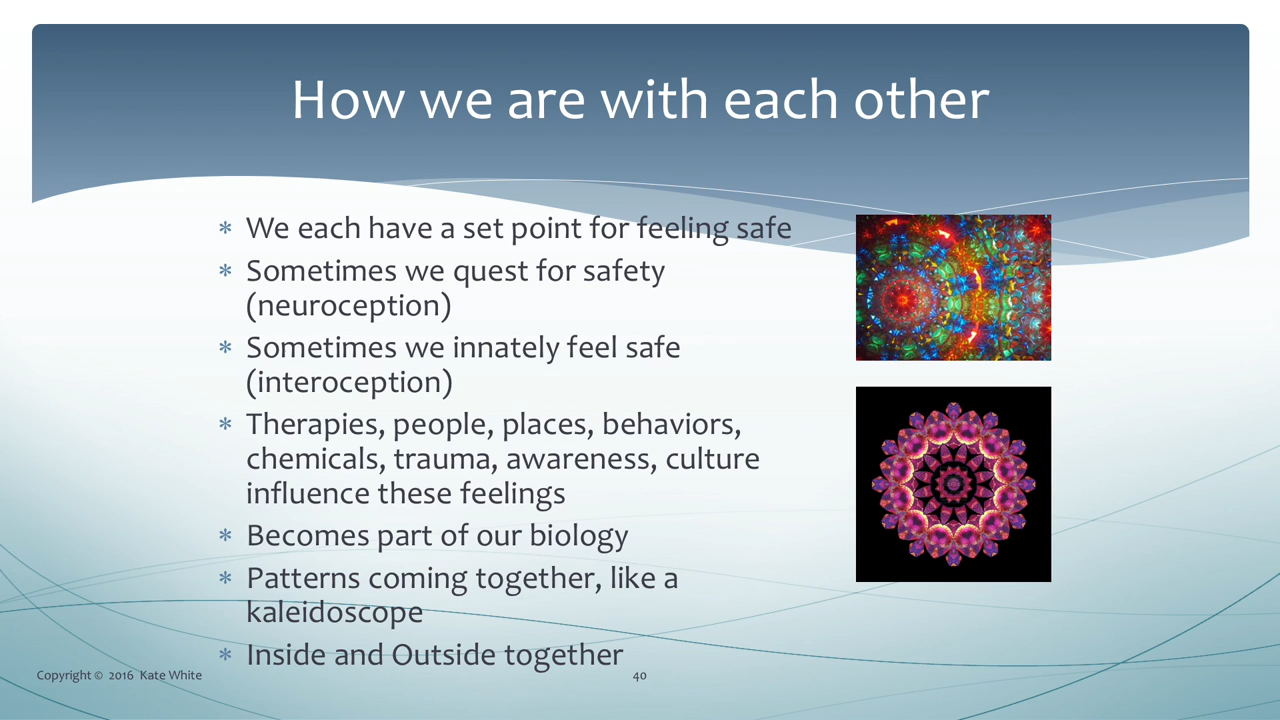 How we are with each other
* We each have a set point for feeling safe
* Sometimes we quest for safety
(neuroception)
* Sometimes we innately feel safe
(interoception)
* Therapies, people, places, behaviors,
chemicals, trauma, awareness, culture
influence these feelings
* Becomes part of our biology
* Patterns coming together, like a
kaleidoscope
* Inside and Outside together
Copyright © 2016 Kate White
40